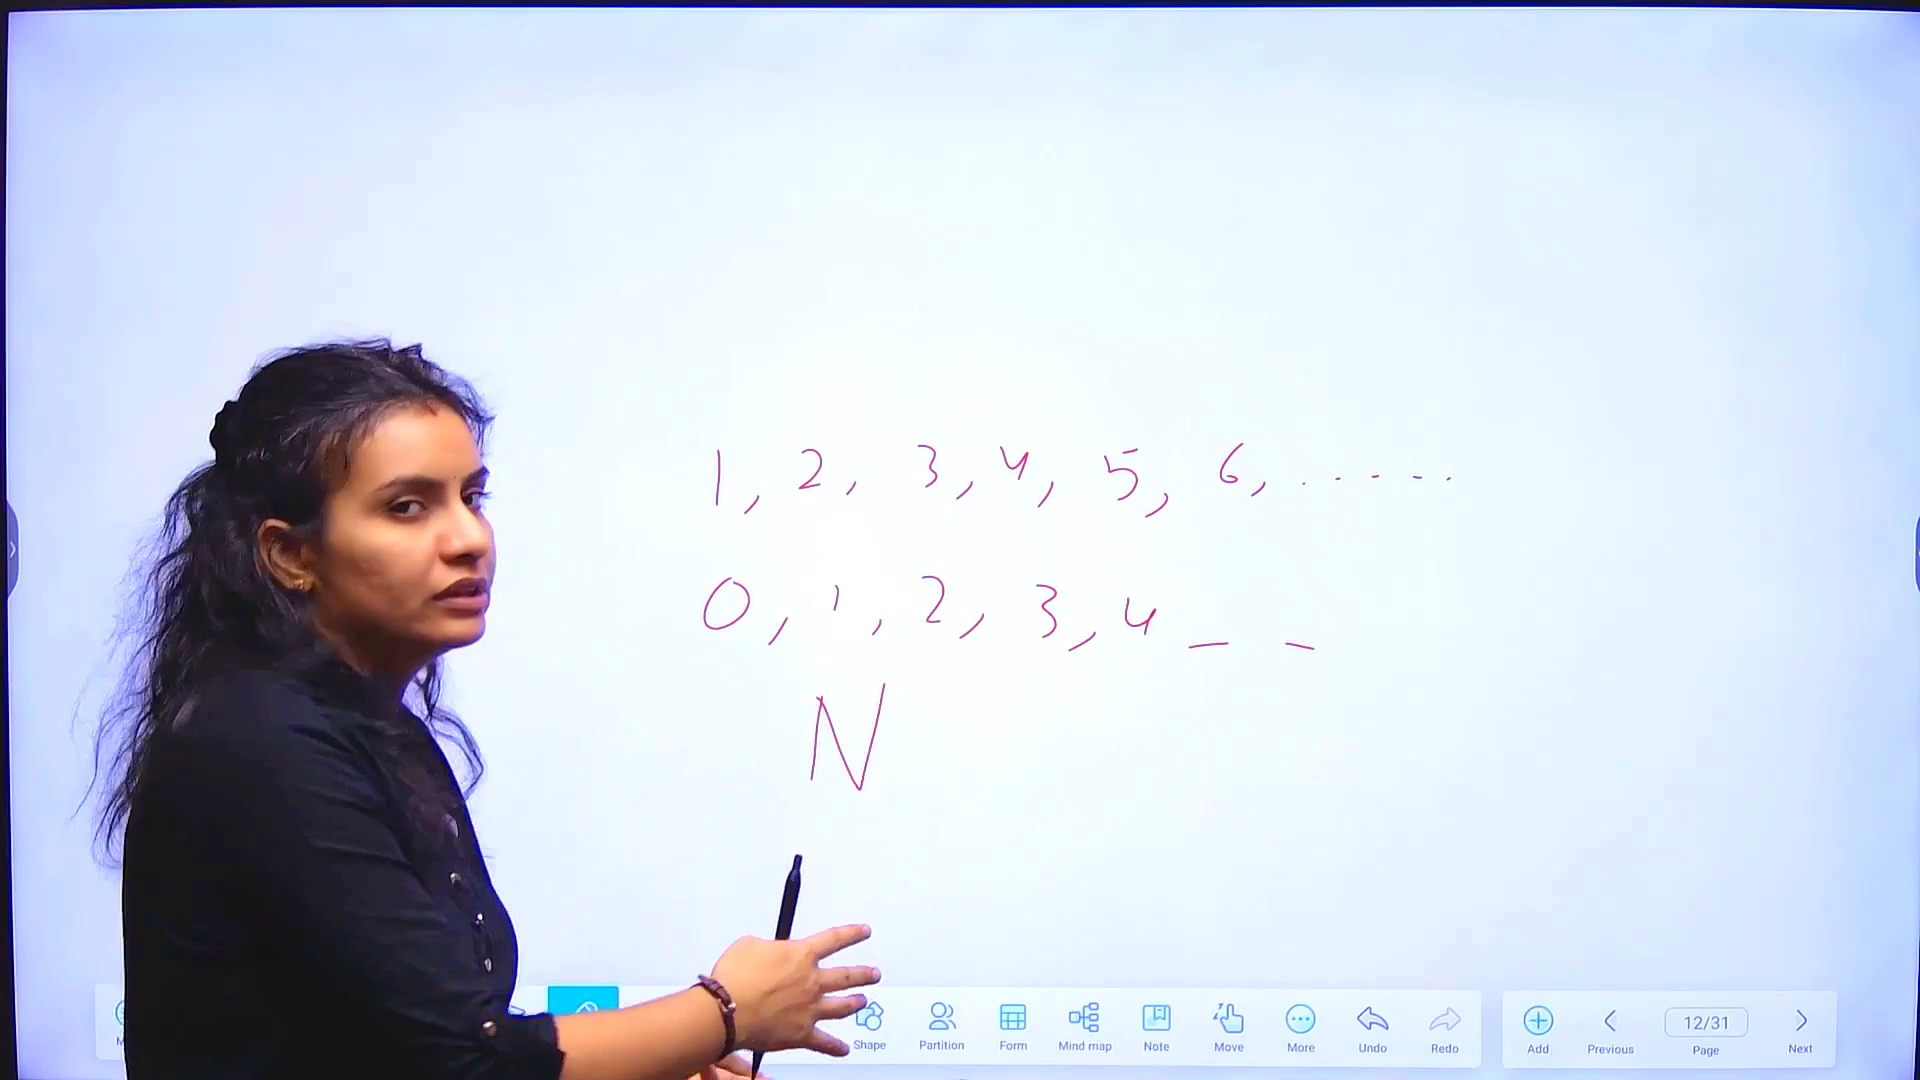 1, 2, 3, 4, 5, 6, . . . . .
0, 1, 2, 3, 4 _ _
N
Shape Partition Form Mind map Note Move More Undo Redo Add Previous 12/31 Page Next